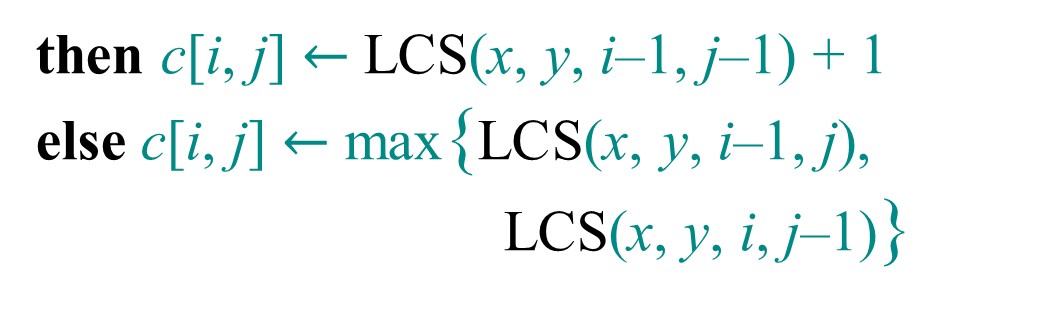 then c[i, j] ← LCS(x, y, i–1, j–1) + 1
else c[i, j] ← max{LCS(x, y, i–1, j),
LCS(x, y, i, j–1)}